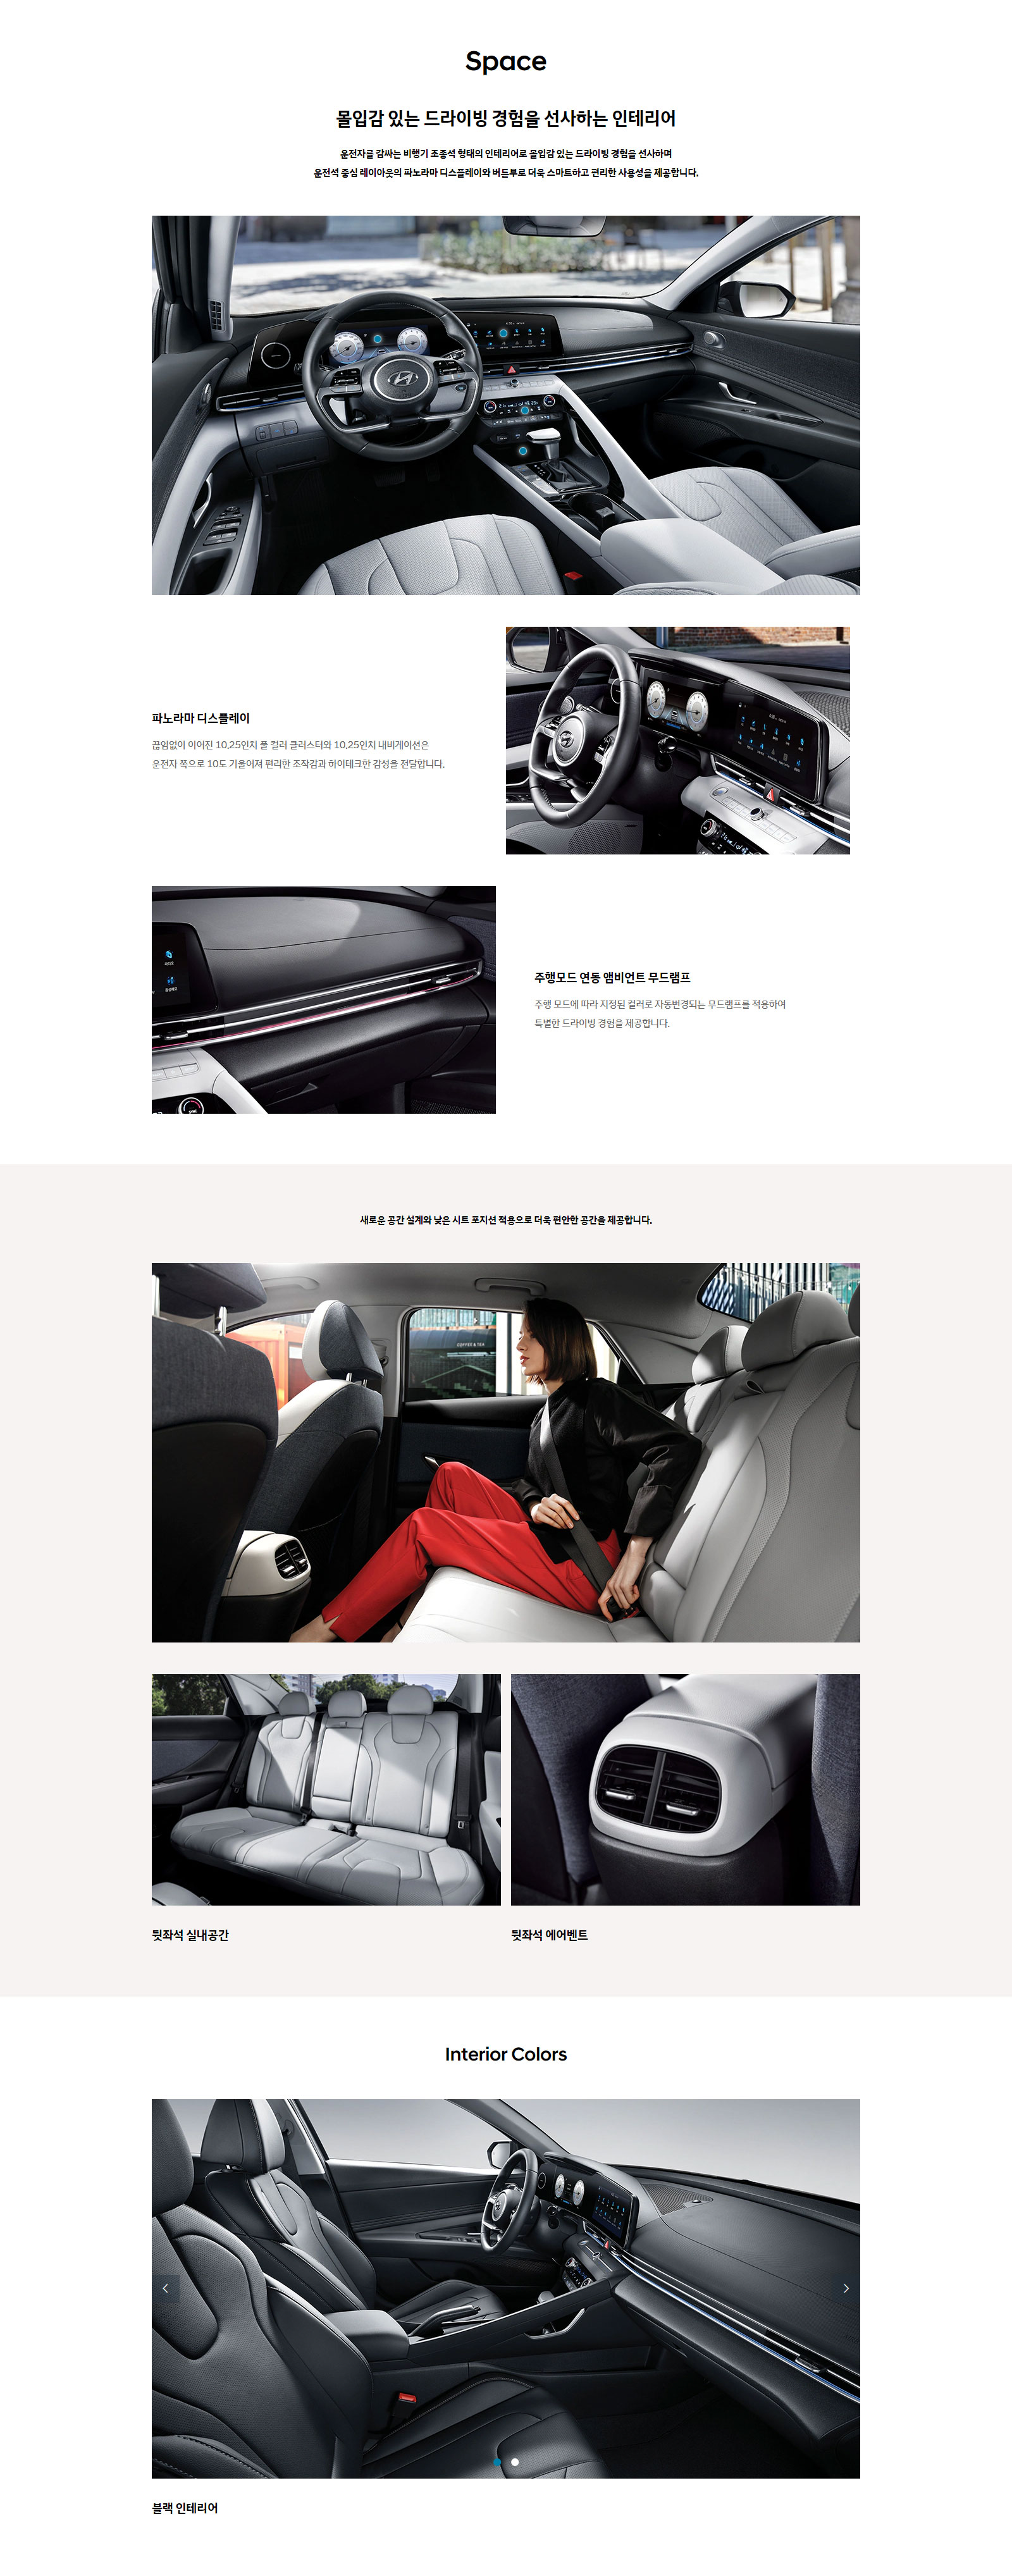 Space
몰입감 있는 드라이빙 경험을 선사하는 인테리어
운전자를 감싸는 비행기 조종석 형태의 인테리어로 몰입감 있는 드라이빙 경험을 선사하며
운전석 중심 레이아웃의 파노라마 디스플레이와 버튼부로 더욱 스마트하고 편리한 사용성을 제공합니다.
파노라마 디스플레이
끊임없이 이어진 10.25인치 풀 컬러 클러스터와 10.25인치 내비게이션은
운전자 쪽으로 10도 기울어져 편리한 조작감과 하이테크한 감성을 전달합니다.
주행모드 연동 앰비언트 무드램프
주행 모드에 따라 지정된 컬러로 자동변경되는 무드램프를 적용하여
특별한 드라이빙 경험을 제공합니다.
새로운 공간 설계와 낮은 시트 포지션 적용으로 더욱 편안한 공간을 제공합니다.
COFFEE & TEA
뒷좌석 실내공간
뒷좌석 에어벤트
Interior Colors
블랙 인테리어